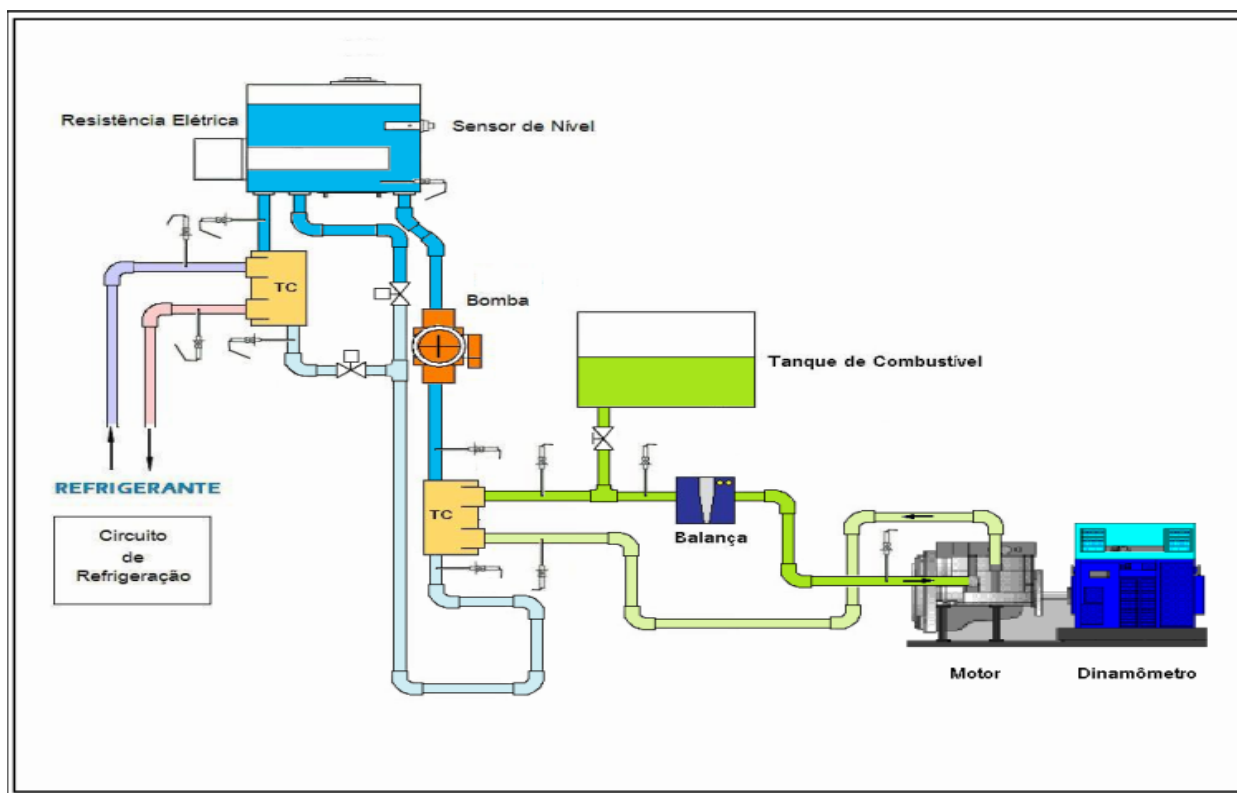 Resistência Elétrica
Sensor de Nível
TC
Bomba
Tanque de Combustível
REFRIGERANTE
Circuito
de
Refrigeração
TC
Balança
Motor
Dinamômetro